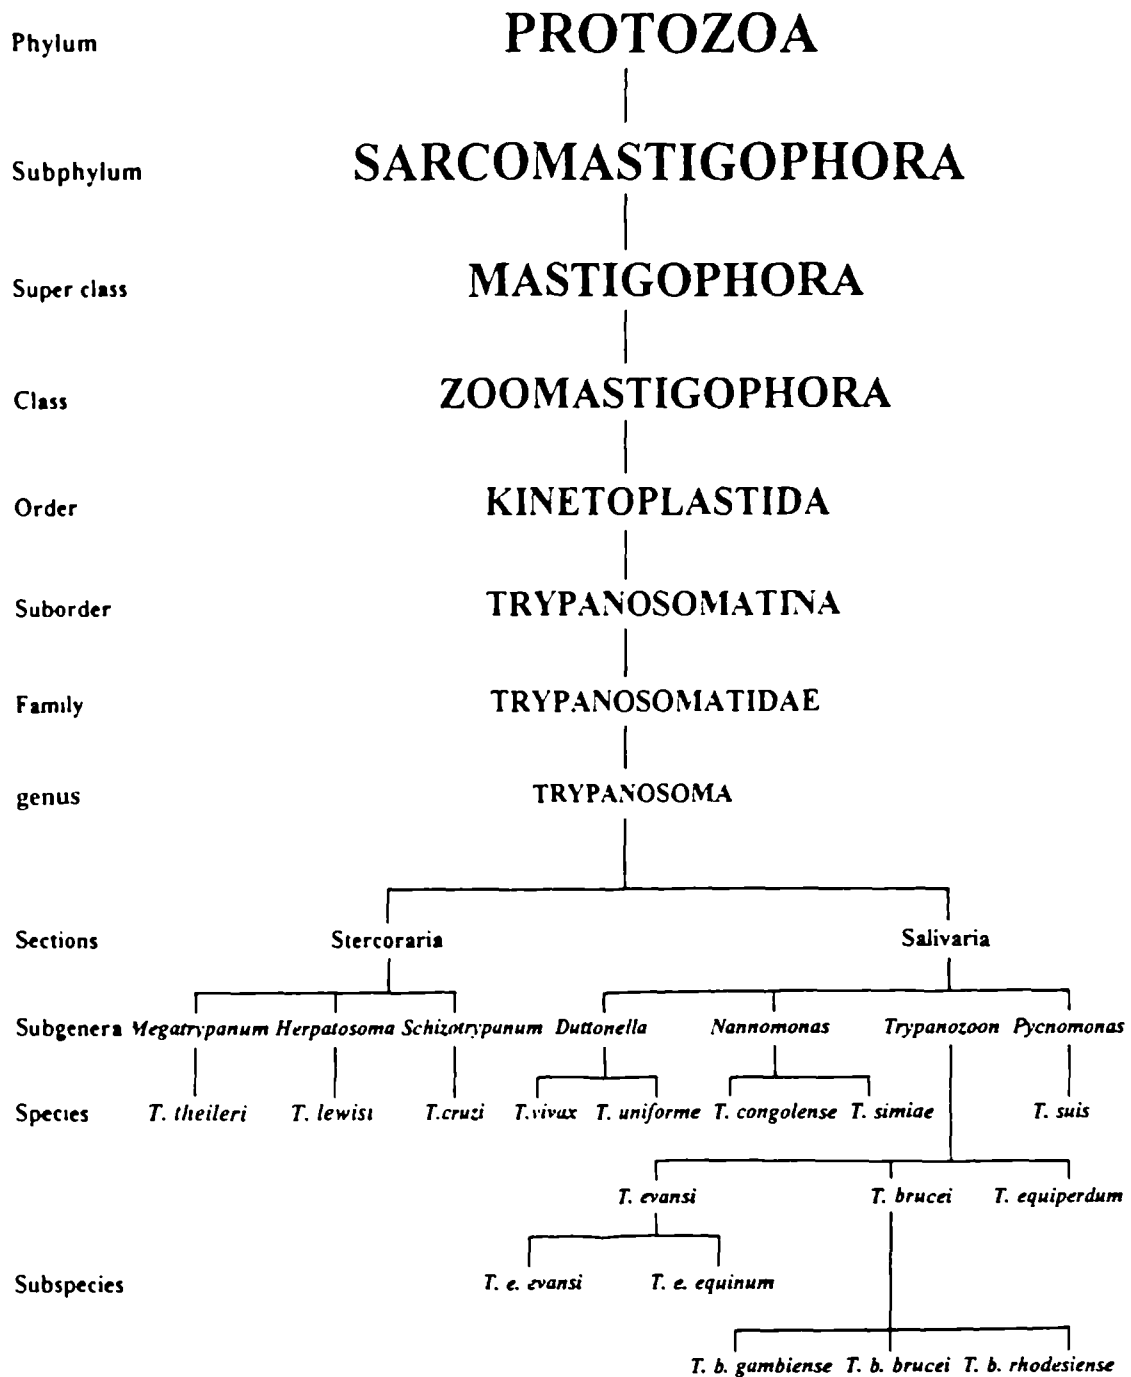 Phylum PROTOZOA
Subphylum SARCOMASTIGOPHORA
Super class MASTIGOPHORA
Class ZOOMASTIGOPHORA
Order KINETOPLASTIDA
Suborder TRYPANOSOMATINA
Family TRYPANOSOMATIDAE
genus TRYPANOSOMA
Sections Stercoraria Salivaria
Subgenera Megatrypanum Herpatosoma Schizotrypanum Duttonella Nannomonas Trypanozoon Pycnomonas
Species T. theileri T. lewisi T.cruzi T.vivax T. uniforme T. congolense T. simiae T. suis
T. evansi T. brucei T. equiperdum
Subspecies T. e. evansi T. e. equinum
T. b. gambiense T. b. brucei T. b. rhodesiense